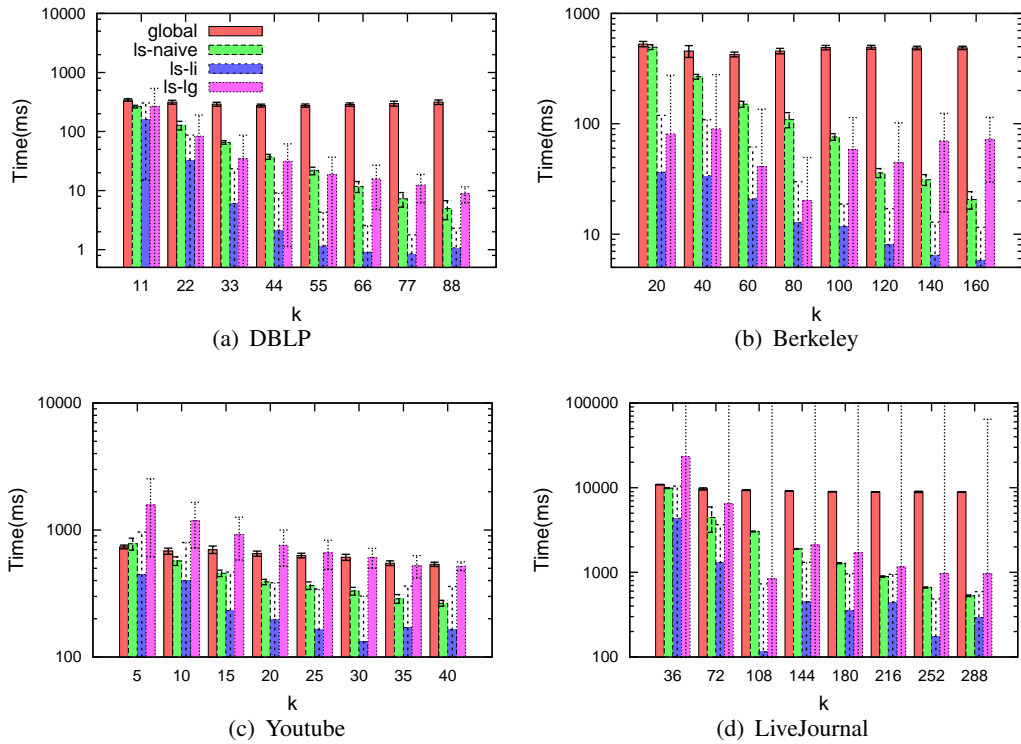 10000
1000
100
10
1
Time(ms)
global
ls-naive
ls-li
ls-lg
11 22 33 44 55 66 77 88
k
(a) DBLP
1000
100
10
Time(ms)
20 40 60 80 100 120 140 160
k
(b) Berkeley
10000
1000
100
Time(ms)
5 10 15 20 25 30 35 40
k
(c) Youtube
100000
10000
1000
100
Time(ms)
36 72 108 144 180 216 252 288
k
(d) LiveJournal